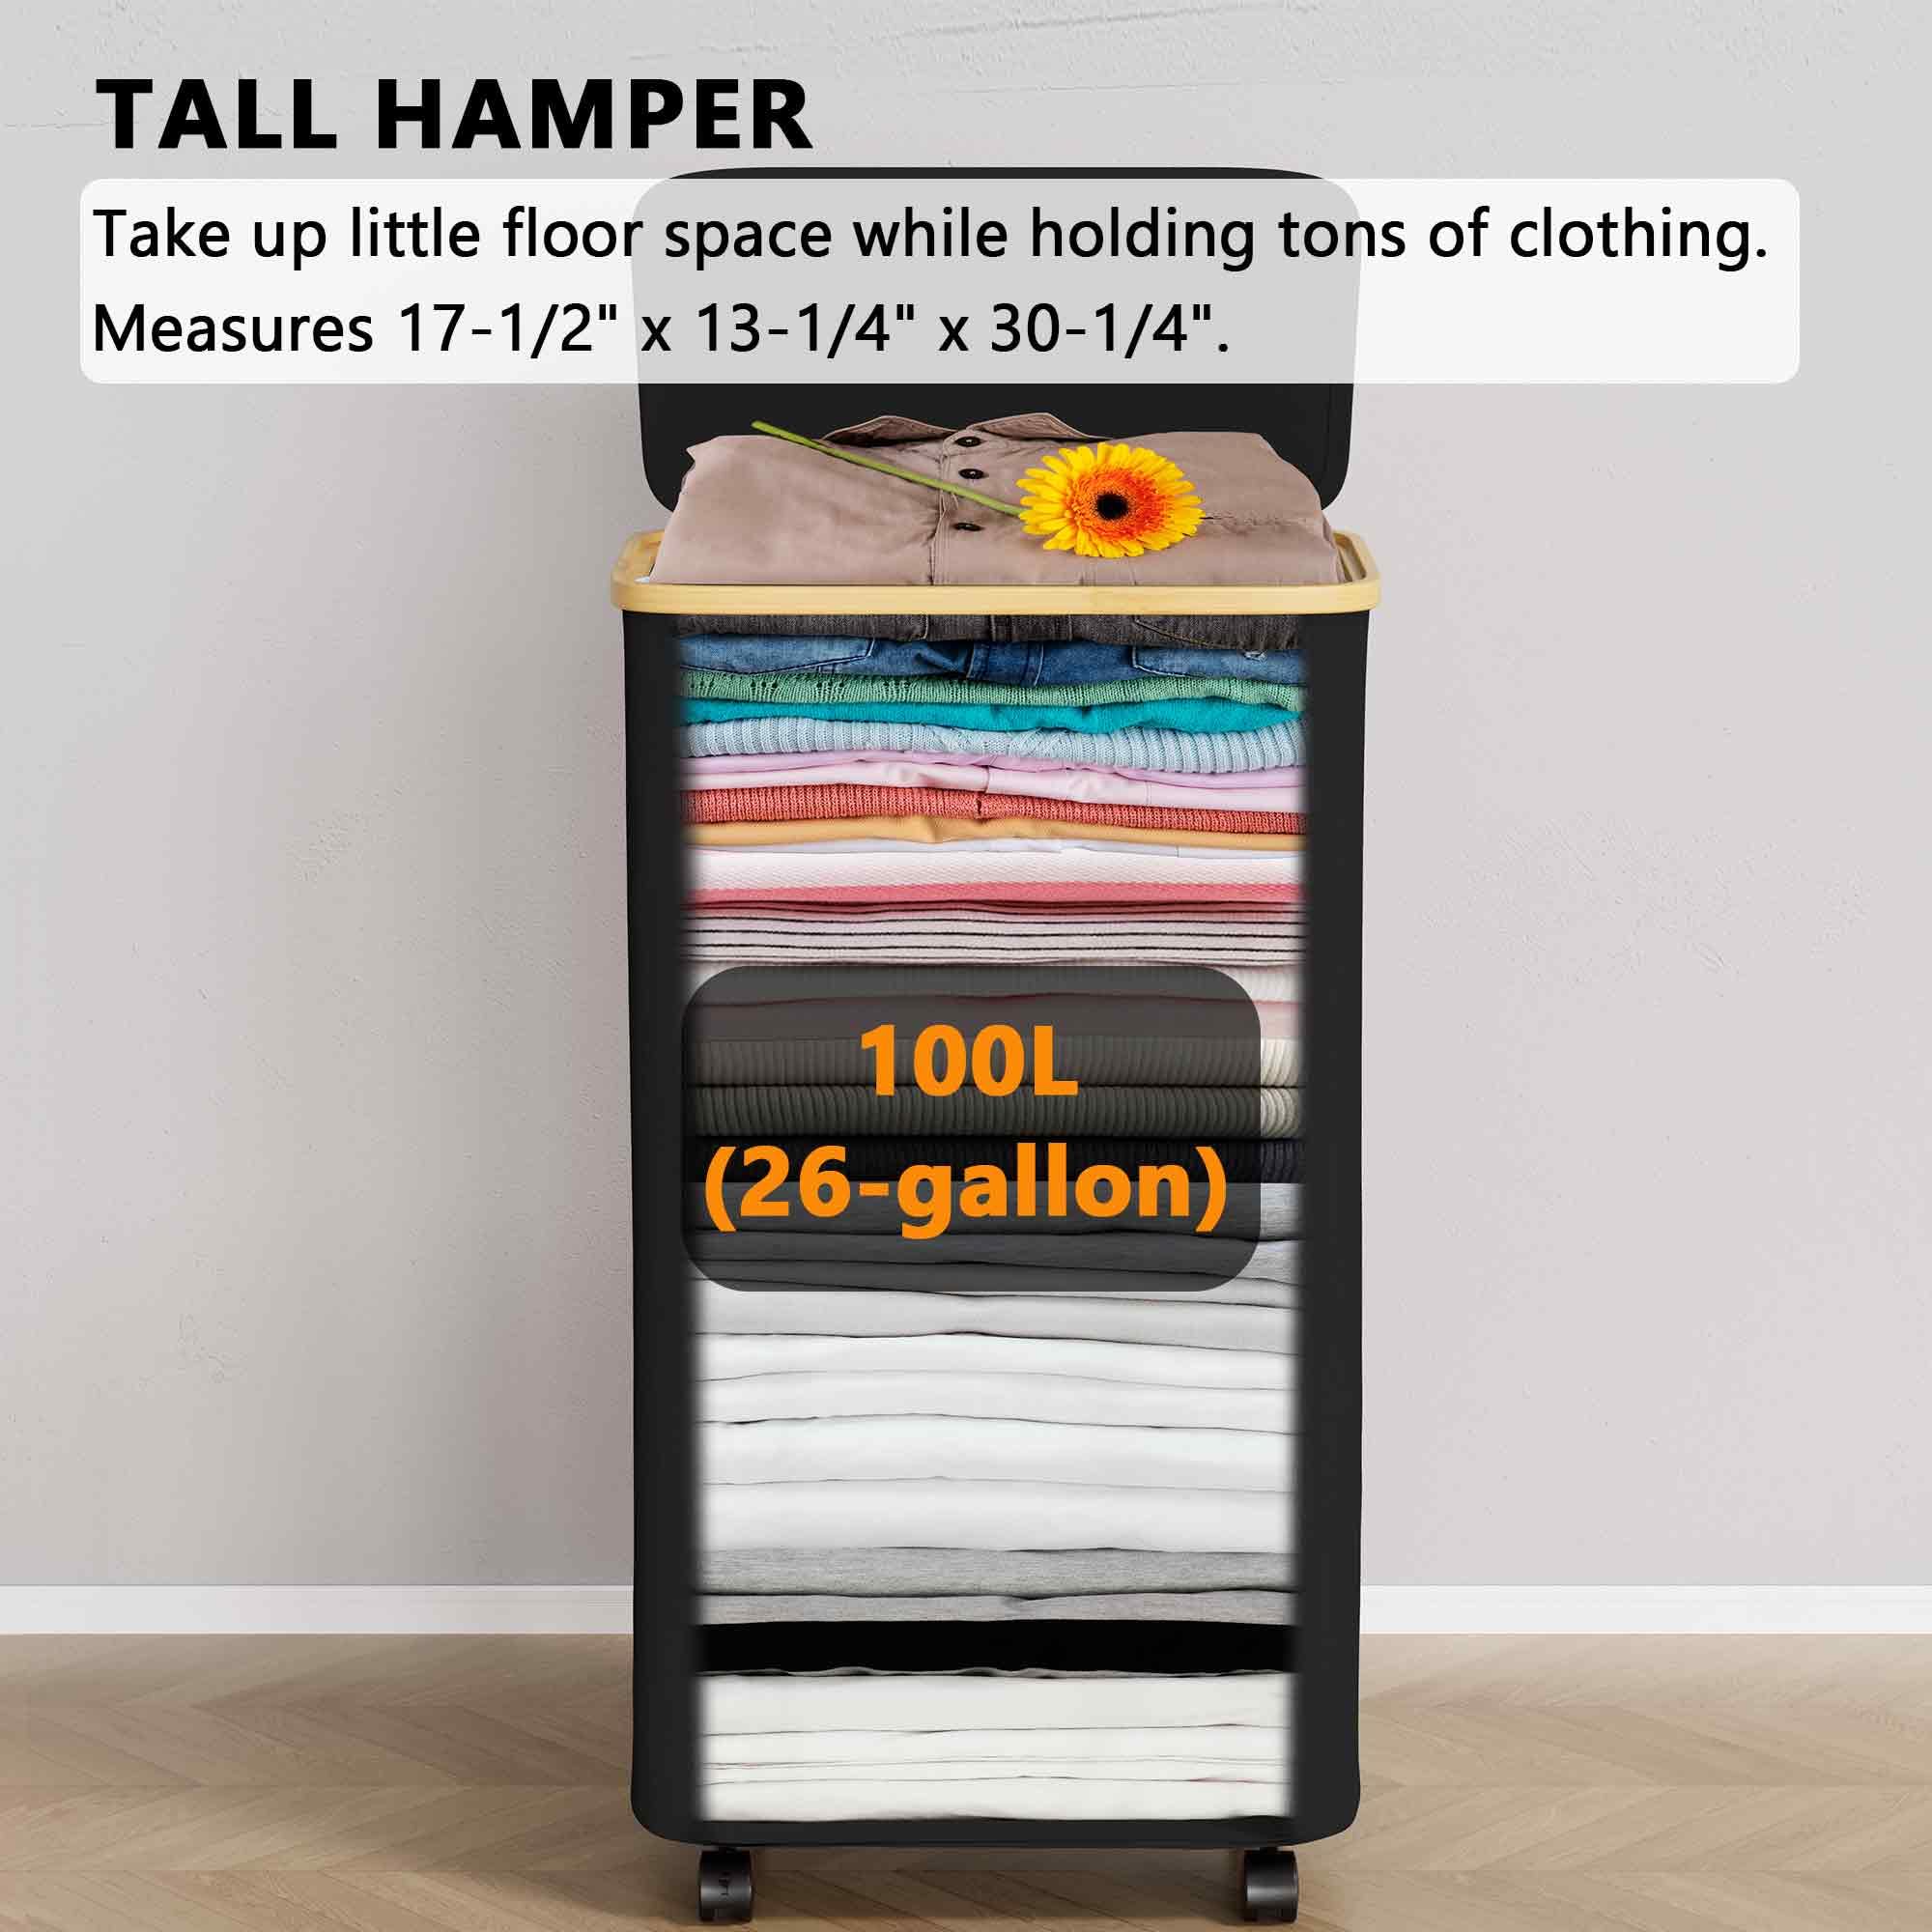 TALL HAMPER
Take up little floor space while holding tons of clothing.
Measures 17-1/2" x 13-1/4" x 30-1/4".
100L
(26-gallon)